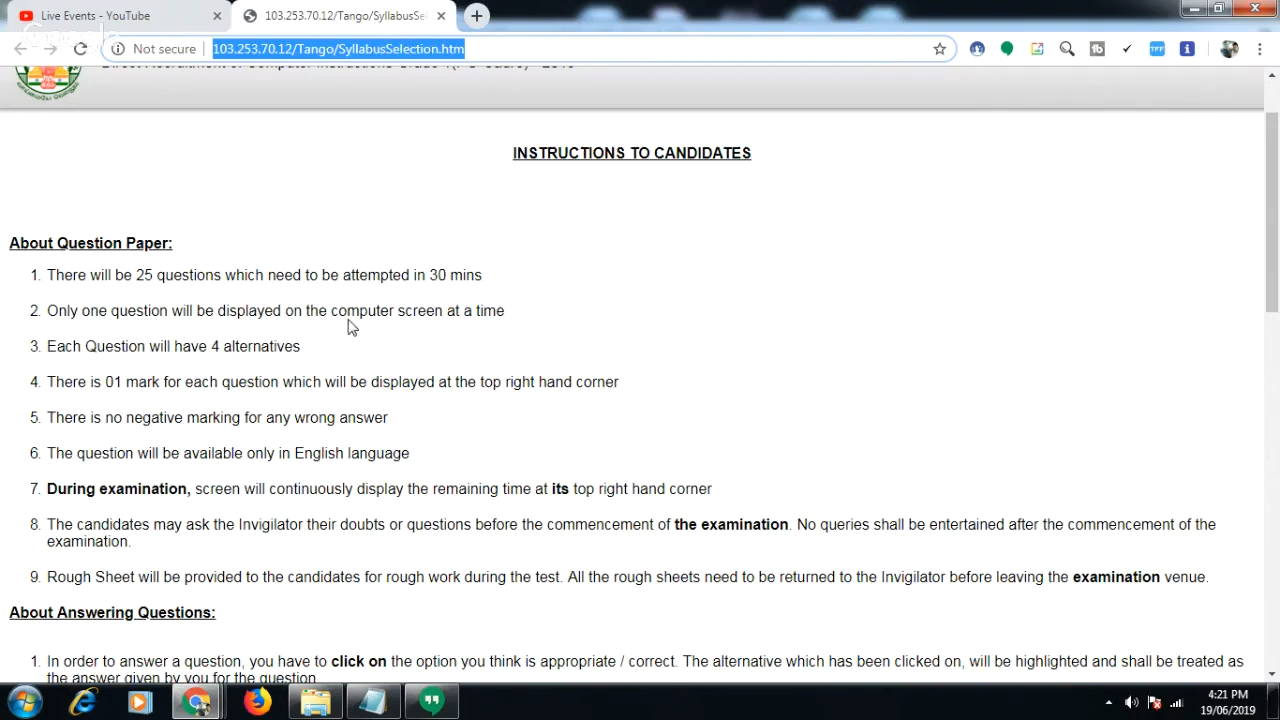 Live Events - YouTube
103.253.70.12/Tango/SyllabusSele
Not secure
103.253.70.12/Tango/SyllabusSelection.htm
INSTRUCTIONS TO CANDIDATES
About Question Paper:
1. There will be 25 questions which need to be attempted in 30 mins
2. Only one question will be displayed on the computer screen at a time
3. Each Question will have 4 alternatives
4. There is 01 mark for each question which will be displayed at the top right hand corner
5. There is no negative marking for any wrong answer
6. The question will be available only in English language
7. During examination, screen will continuously display the remaining time at its top right hand corner
8. The candidates may ask the Invigilator their doubts or questions before the commencement of the examination. No queries shall be entertained after the commencement of the
examination.
9. Rough Sheet will be provided to the candidates for rough work during the test. All the rough sheets need to be returned to the Invigilator before leaving the examination venue.
About Answering Questions:
1. In order to answer a question, you have to click on the option you think is appropriate / correct. The alternative which has been clicked on, will be highlighted and shall be treated as
the answer given by you for the question
4:21 PM
19/06/2019